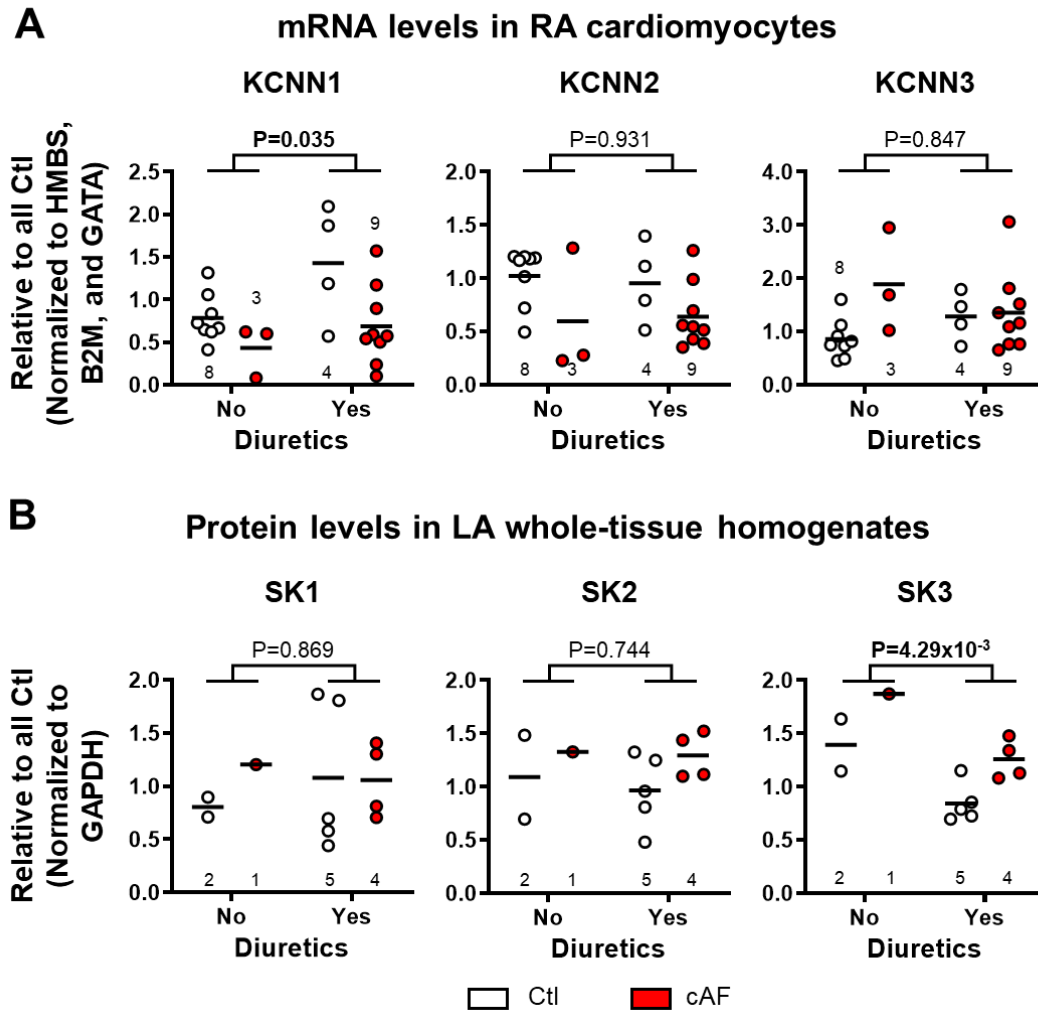 A
mRNA levels in RA cardiomyocytes
KCNN1
KCNN2
KCNN3
Relative to all Ctl
(Normalized to HMBS,
B2M, and GATA)
P=0.035
2.5
2.0
1.5
1.0
0.5
0.0
8
3
4
9
No
Yes
Diuretics
P=0.931
2.0
1.5
1.0
0.5
0.0
8
3
4
9
No
Yes
Diuretics
P=0.847
4.0
3.0
2.0
1.0
0.0
8
3
4
9
No
Yes
Diuretics
B
Protein levels in LA whole-tissue homogenates
SK1
SK2
SK3
Relative to all Ctl
(Normalized to
GAPDH)
P=0.869
2.0
1.5
1.0
0.5
0.0
2
1
5
4
No
Yes
Diuretics
P=0.744
2.0
1.5
1.0
0.5
0.0
2
1
5
4
No
Yes
Diuretics
P=4.29x10⁻³
2.0
1.5
1.0
0.5
0.0
2
1
5
4
No
Yes
Diuretics
Ctl
cAF